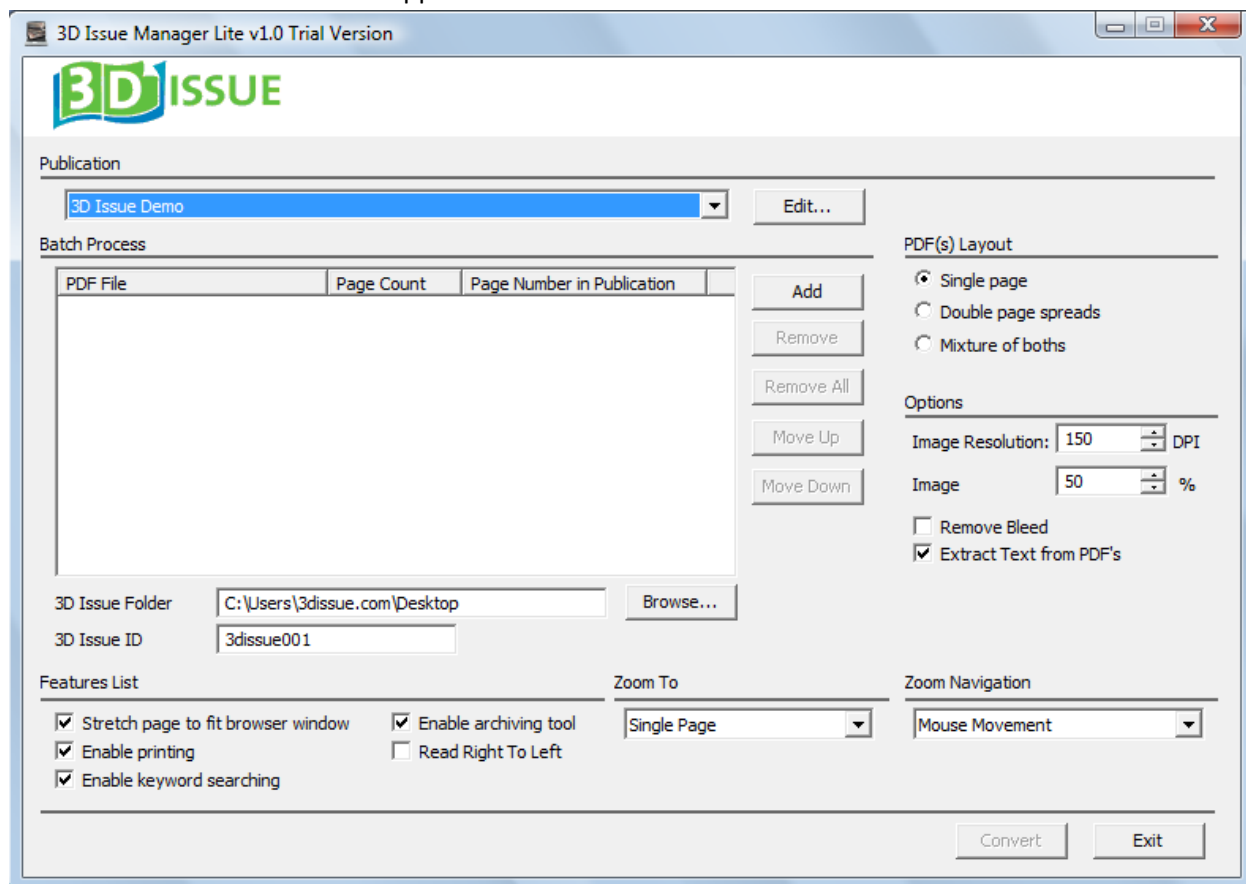 3D Issue Manager Lite v1.0 Trial Version
3D ISSUE
Publication
3D Issue Demo
Edit...
Batch Process
PDF(s) Layout
PDF File Page Count Page Number in Publication
Add
Remove
Remove All
Move Up
Move Down
Single page
Double page spreads
Mixture of boths
Options
Image Resolution: 150 DPI
Image 50 %
Remove Bleed
Extract Text from PDF's
3D Issue Folder C:\Users\3dissue.com\Desktop Browse...
3D Issue ID 3dissue001
Features List
Stretch page to fit browser window
Enable printing
Enable keyword searching
Enable archiving tool
Read Right To Left
Zoom To
Single Page
Zoom Navigation
Mouse Movement
Convert Exit